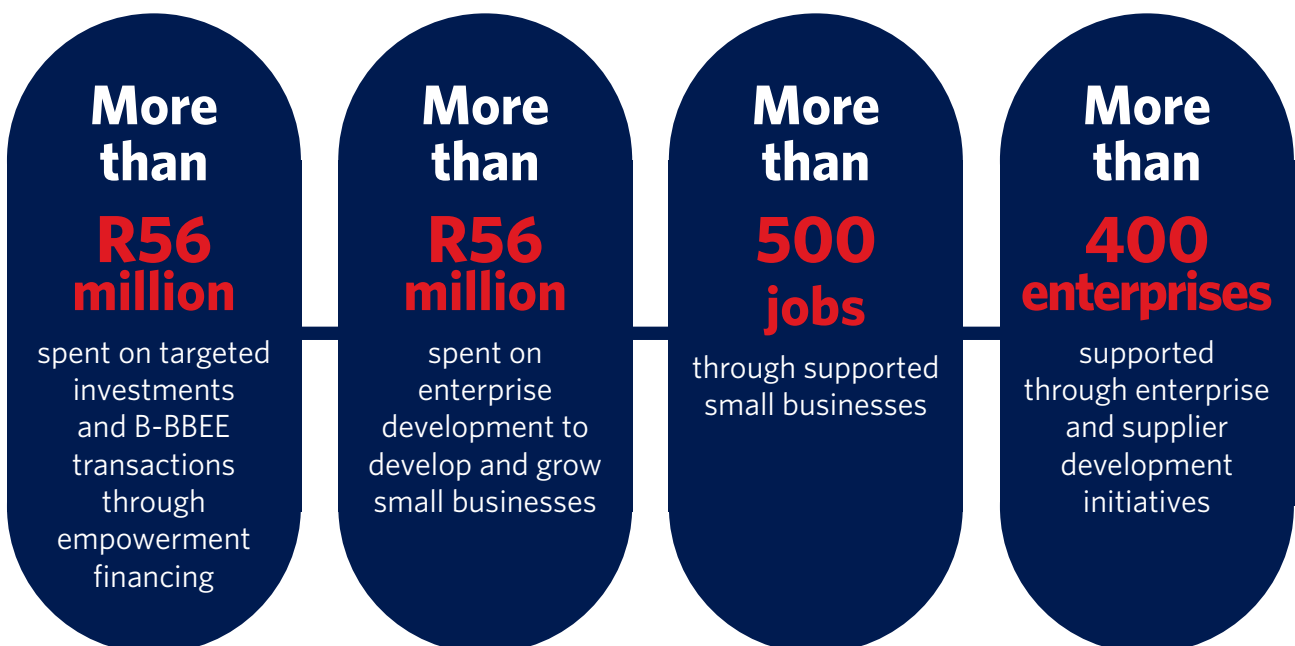 More
than
R56
million
spent on targeted
investments
and B-BBEE
transactions
through
empowerment
financing
More
than
R56
million
spent on
enterprise
development to
develop and grow
small businesses
More
than
500
jobs
through supported
small businesses
More
than
400
enterprises
supported
through enterprise
and supplier
development
initiatives